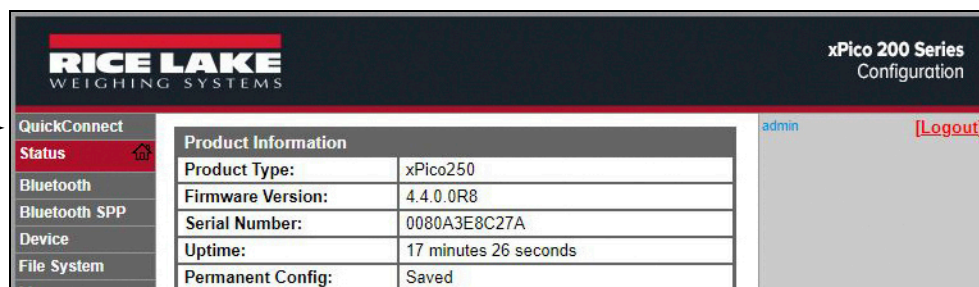 RICE LAKE
WEIGHING SYSTEMS
xPico 200 Series
Configuration
QuickConnect
Status
Bluetooth
Bluetooth SPP
Device
File System
Product Information
Product Type: xPico250
Firmware Version: 4.4.0.0R8
Serial Number: 0080A3E8C27A
Uptime: 17 minutes 26 seconds
Permanent Config: Saved
admin [Logout]